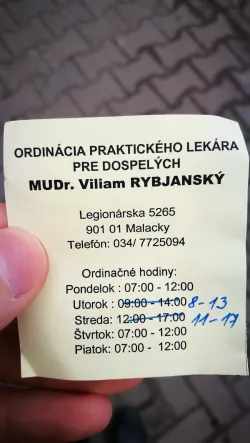 ORDINÁCIA PRAKTICKÉHO LEKÁRA
PRE DOSPELÝCH
MUDr. Viliam RYBJANSKÝ
Legionárska 5265
901 01 Malacky
Telefón: 034/ 7725094
Ordinačné hodiny:
Pondelok : 07:00 - 12:00
Utorok : 09:00 - 14:00 8-13
Streda: 12:00 - 17:00 11-17
Štvrtok: 07:00 - 12:00
Piatok: 07:00 - 12:00